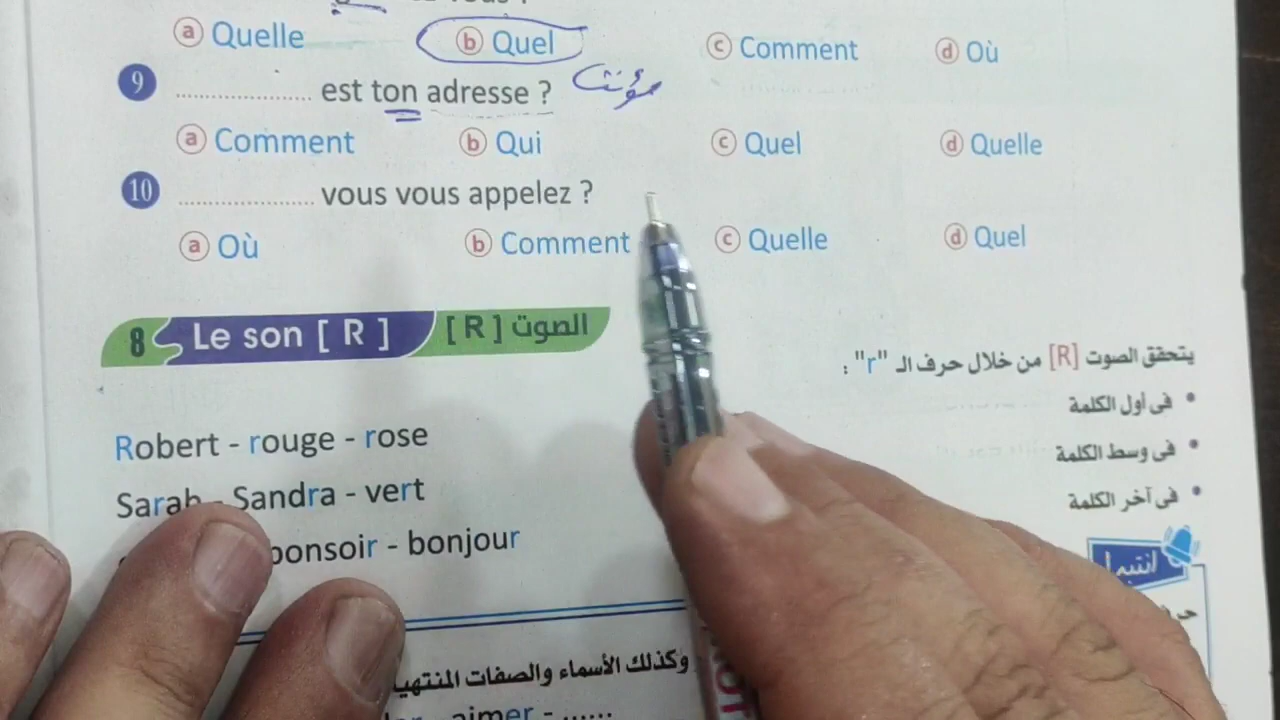 vous ?
a Quelle b Quel c Comment d Où
9 .................... est ton adresse ? مؤنث
a Comment b Qui c Quel d Quelle
10 .................... vous vous appelez ?
a Où b Comment c Quelle d Quel
8 Le son [ R ] الصوت [ R ]
يتحقق الصوت [R] من خلال حرف الـ "r" :
• فى أول الكلمة
Robert - rouge - rose
• فى وسط الكلمة
Sarah - Sandra - vert
• فى آخر الكلمة
bonsoir - bonjour
انتبه!
وكذلك الأسماء والصفات
aimer - ......